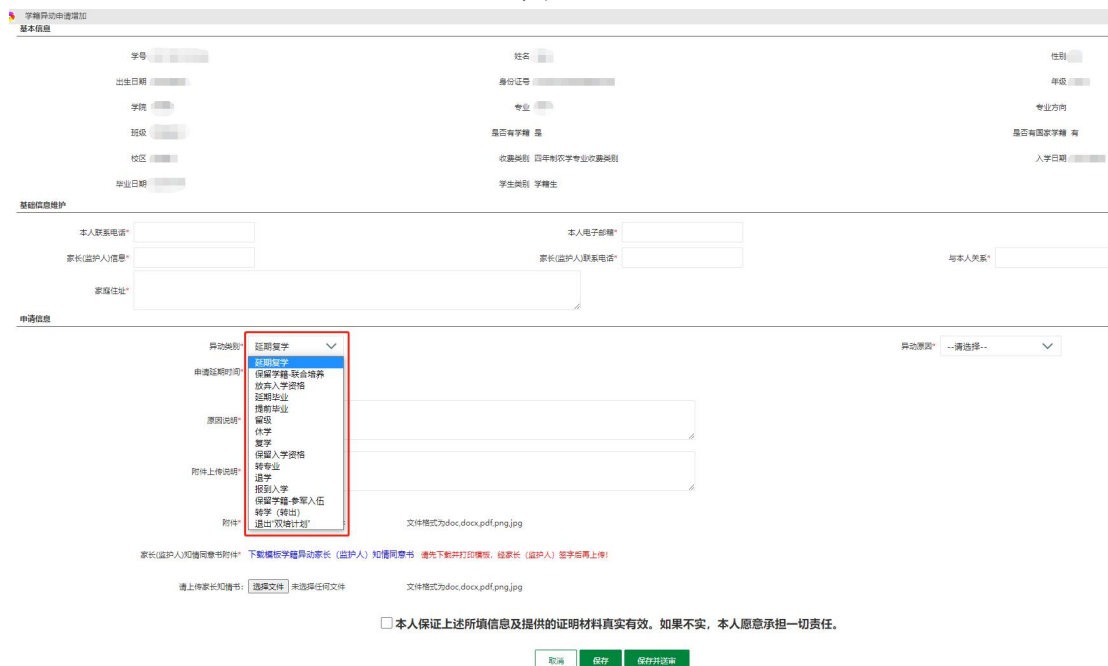 学籍异动申请增加
基本信息
学号 姓名 性别
出生日期 身份证号 年级
学院 专业 专业方向
班级 是否有学籍 是 是否有国家学籍 有
校区 收费类别 四年制农学专业收费类别 入学日期
毕业日期 学生类别 学籍生
基础信息维护
本人联系电话* 本人电子邮箱*
家长(监护人)信息* 家长(监护人)联系电话* 与本人关系*
家庭住址*
申请信息
异动类别* 延期复学 异动原因* --请选择--
延期复学
申请延期时间* 保留学籍-联合培养
放弃入学资格
延期毕业
提前毕业
原因说明* 留级
休学
复学
保留入学资格
转专业
附件上传说明* 退学
报到入学
保留学籍-参军入伍
转学（转出）
附件* 退出"双培计划" 文件格式为doc,docx,pdf,png,jpg
家长(监护人)知情同意书附件* 下载模板学籍异动家长（监护人）知情同意书 请先下载并打印模板，经家长（监护人）签字后再上传!
请上传家长知情书: 选择文件 未选择任何文件 文件格式为doc,docx,pdf,png,jpg
本人保证上述所填信息及提供的证明材料真实有效。如果不实，本人愿意承担一切责任。
取消 保存 保存并送审